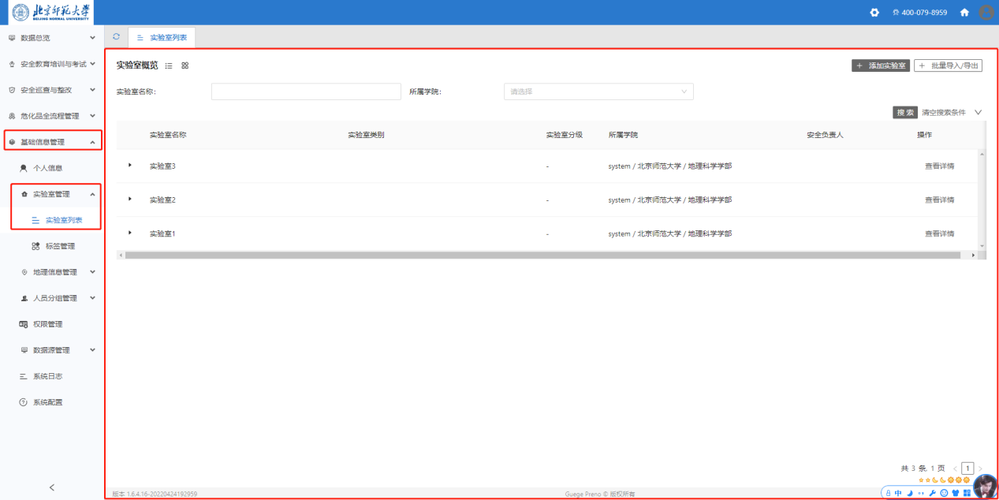 北京师范大学
BEIJING NORMAL UNIVERSITY
400-079-8959
数据总览
实验室列表
安全教育培训与考试
安全巡查与整改
危化品全流程管理
基础信息管理
个人信息
实验室管理
实验室列表
标签管理
地理信息管理
人员分组管理
权限管理
数据源管理
系统日志
系统配置
实验室概览
+ 添加实验室
+ 批量导入/导出
实验室名称:
所属学院:
请选择
搜 索
清空搜索条件
实验室名称 实验室类别 实验室分级 所属学院 安全负责人 操作
实验室3 - system / 北京师范大学 / 地理科学学部 查看详情
实验室2 - system / 北京师范大学 / 地理科学学部 查看详情
实验室1 - system / 北京师范大学 / 地理科学学部 查看详情
共 3 条, 1 页 < 1 >
版本 1.6.4.16-20220424192959
Guege Preno © 版权所有
中